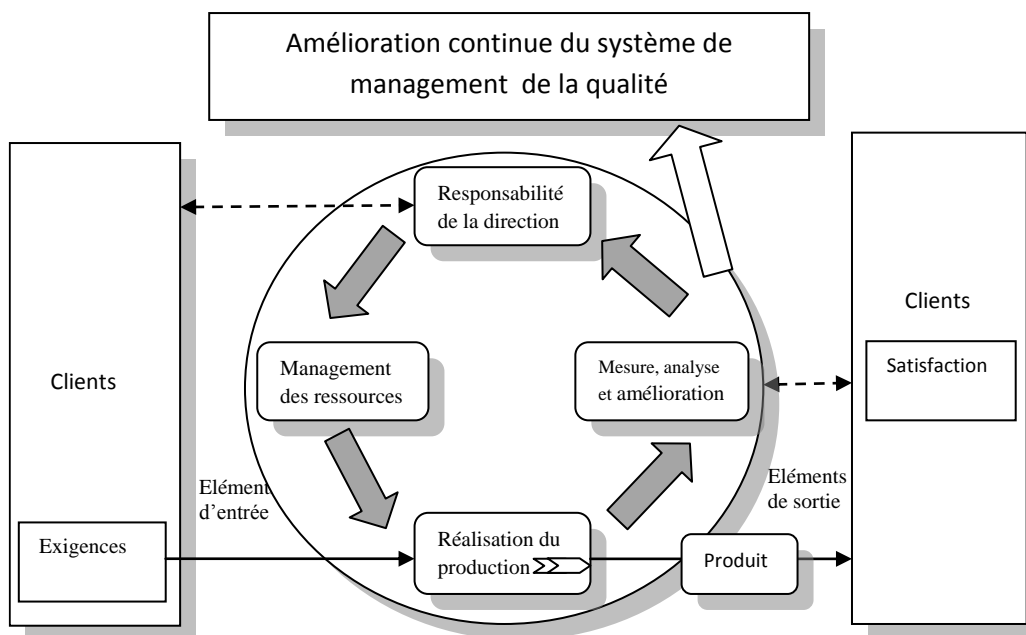 Amélioration continue du système de
management de la qualité
Responsabilité
de la direction
Clients
Clients
Management
des ressources
Mesure, analyse
et amélioration
Satisfaction
Elément
d’entrée
Eléments
de sortie
Exigences
Réalisation du
production
Produit